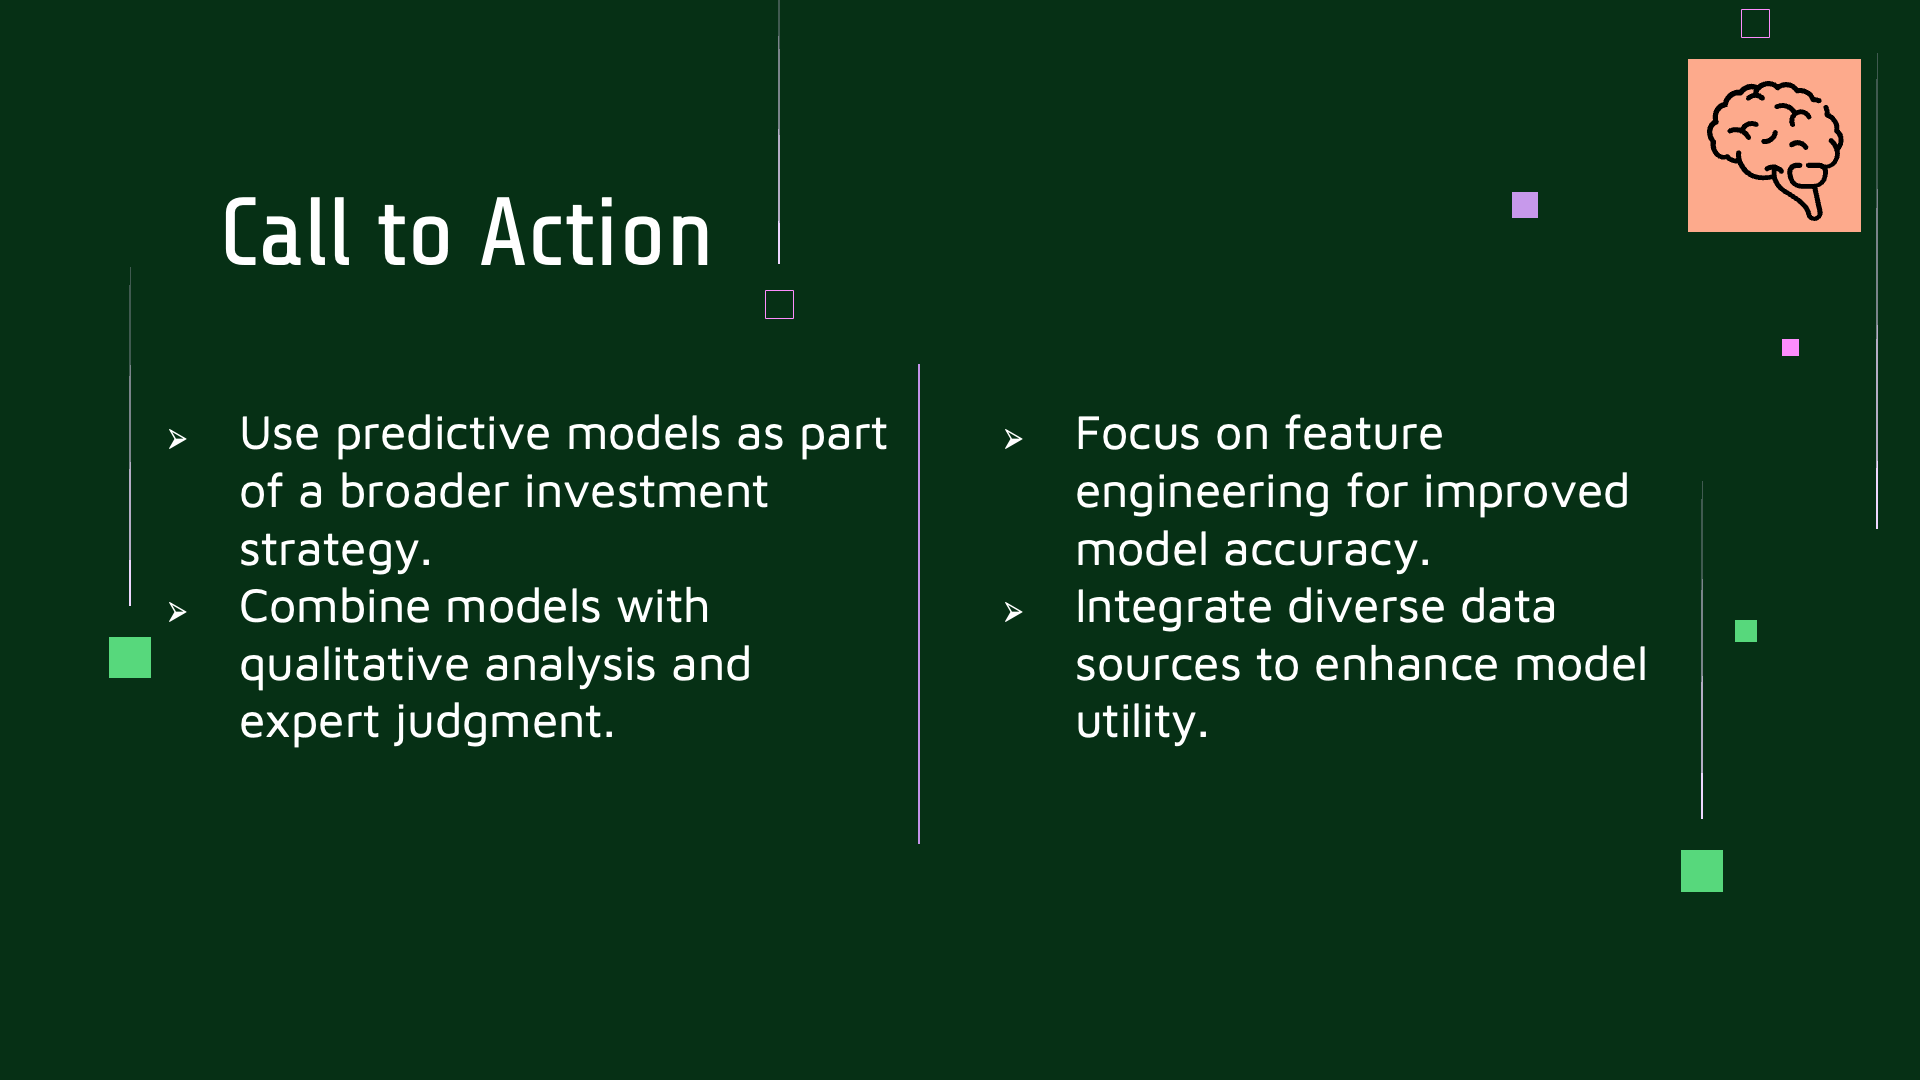 Call to Action
➢ Use predictive models as part
of a broader investment
strategy.
➢ Combine models with
qualitative analysis and
expert judgment.
➢ Focus on feature
engineering for improved
model accuracy.
➢ Integrate diverse data
sources to enhance model
utility.